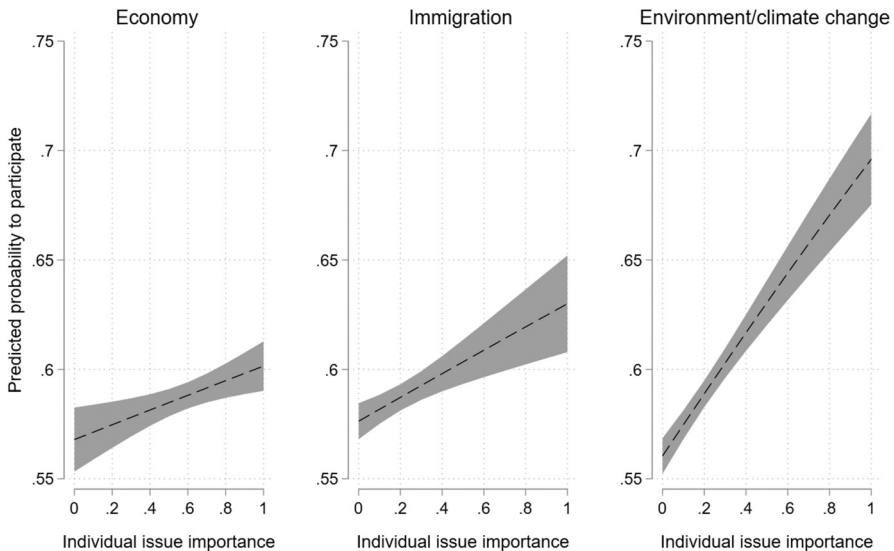 Economy
Immigration
Environment/climate change
Predicted probability to participate
.75
.7
.65
.6
.55
0 .2 .4 .6 .8 1
Individual issue importance
.75
.7
.65
.6
.55
0 .2 .4 .6 .8 1
Individual issue importance
.75
.7
.65
.6
.55
0 .2 .4 .6 .8 1
Individual issue importance